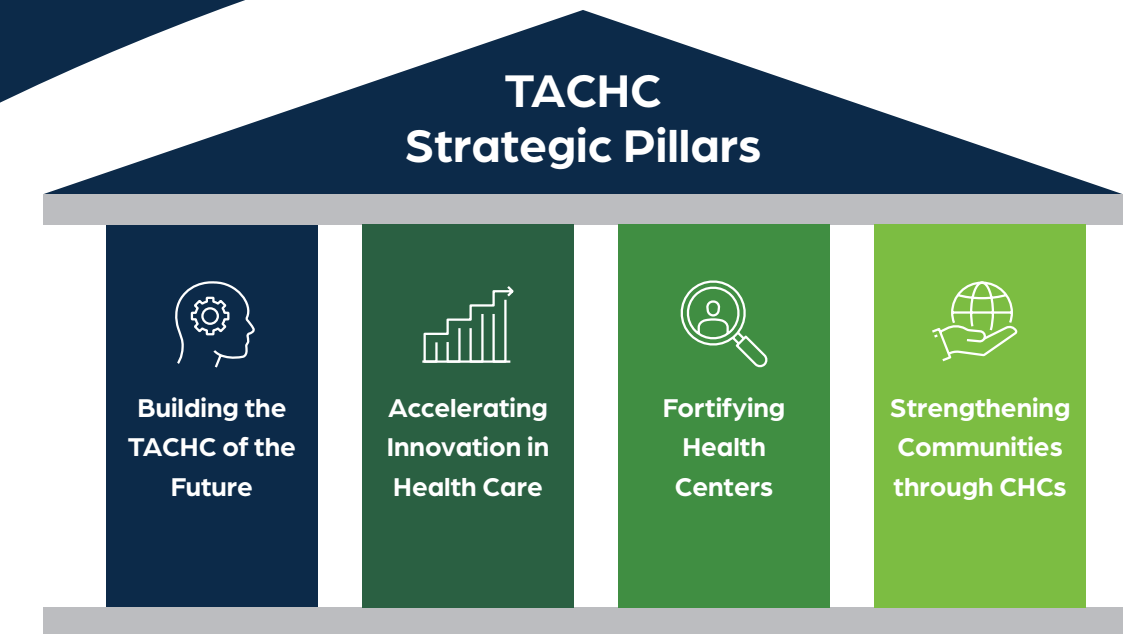 TACHC
Strategic Pillars
Building the
TACHC of the
Future
Accelerating
Innovation in
Health Care
Fortifying
Health
Centers
Strengthening
Communities
through CHCs